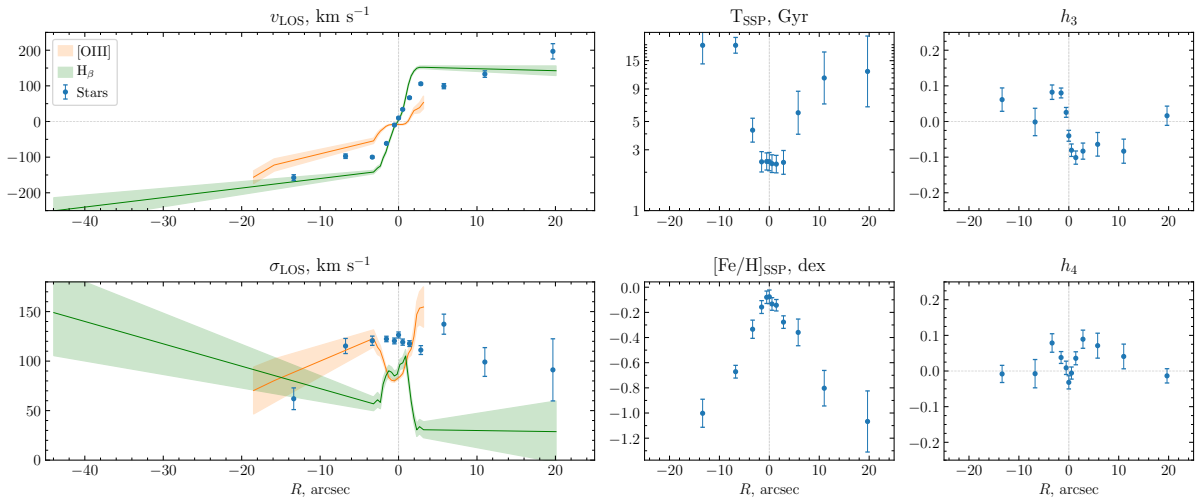 v_LOS, km s⁻¹
[OIII]
H_β
Stars
200
100
0
−100
−200
−40 −30 −20 −10 0 10 20
T_SSP, Gyr
15
9
5
3
1
−20 −10 0 10 20
h₃
0.2
0.1
0.0
−0.1
−0.2
−20 −10 0 10 20
σ_LOS, km s⁻¹
150
100
50
0
−40 −30 −20 −10 0 10 20
R, arcsec
[Fe/H]_SSP, dex
−0.0
−0.2
−0.4
−0.6
−0.8
−1.0
−1.2
−20 −10 0 10 20
R, arcsec
h₄
0.2
0.1
0.0
−0.1
−0.2
−20 −10 0 10 20
R, arcsec